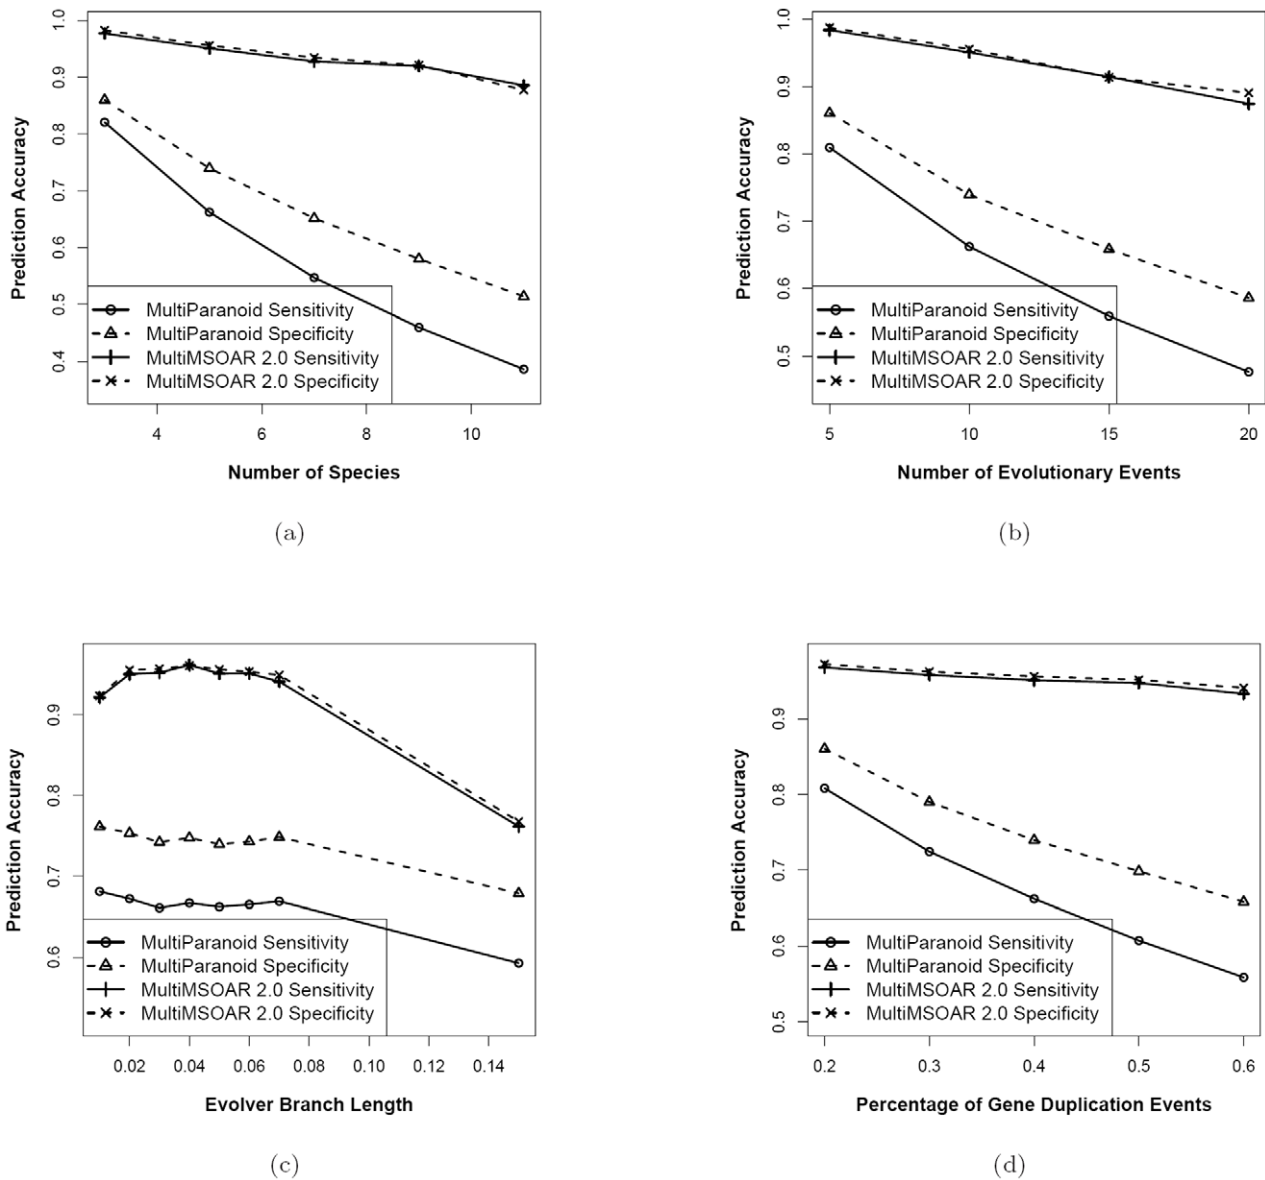 Prediction Accuracy
1.0
0.9
0.8
0.7
0.6
0.5
0.4
MultiParanoid Sensitivity
MultiParanoid Specificity
MultiMSOAR 2.0 Sensitivity
MultiMSOAR 2.0 Specificity
4 6 8 10
Number of Species
(a)
Prediction Accuracy
1.0
0.9
0.8
0.7
0.6
0.5
MultiParanoid Sensitivity
MultiParanoid Specificity
MultiMSOAR 2.0 Sensitivity
MultiMSOAR 2.0 Specificity
5 10 15 20
Number of Evolutionary Events
(b)
Prediction Accuracy
0.9
0.8
0.7
0.6
MultiParanoid Sensitivity
MultiParanoid Specificity
MultiMSOAR 2.0 Sensitivity
MultiMSOAR 2.0 Specificity
0.02 0.04 0.06 0.08 0.10 0.12 0.14
Evolver Branch Length
(c)
Prediction Accuracy
0.9
0.8
0.7
0.6
0.5
MultiParanoid Sensitivity
MultiParanoid Specificity
MultiMSOAR 2.0 Sensitivity
MultiMSOAR 2.0 Specificity
0.2 0.3 0.4 0.5 0.6
Percentage of Gene Duplication Events
(d)